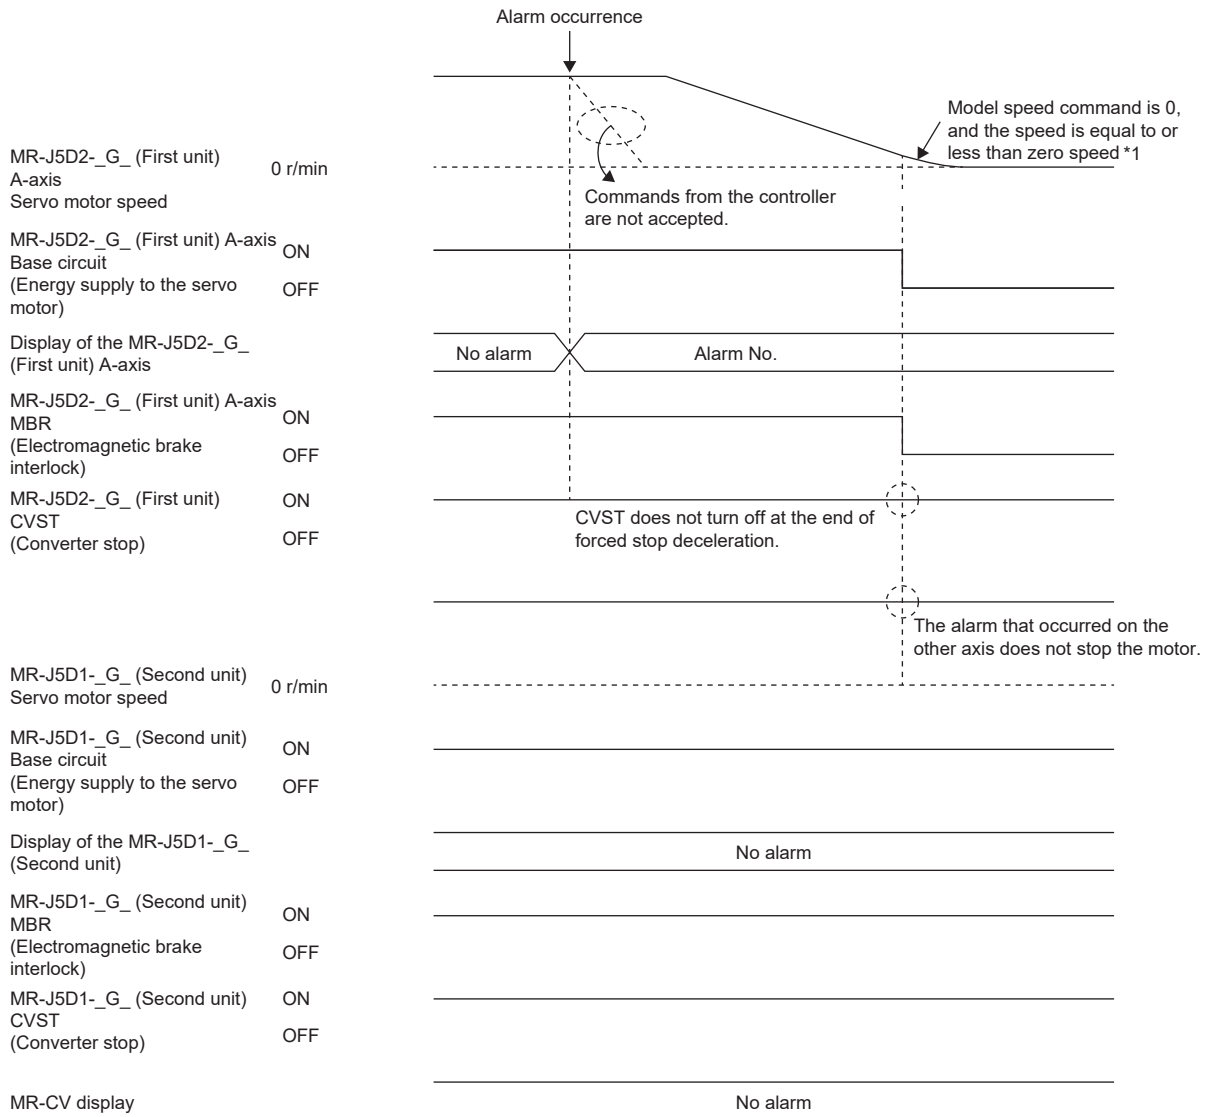 Alarm occurrence
Model speed command is 0,
and the speed is equal to or
less than zero speed *1
MR-J5D2-_G_ (First unit)
A-axis
Servo motor speed
0 r/min
Commands from the controller
are not accepted.
MR-J5D2-_G_ (First unit) A-axis
Base circuit
(Energy supply to the servo
motor)
ON
OFF
Display of the MR-J5D2-_G_
(First unit) A-axis
No alarm
Alarm No.
MR-J5D2-_G_ (First unit) A-axis
MBR
(Electromagnetic brake
interlock)
ON
OFF
MR-J5D2-_G_ (First unit)
CVST
(Converter stop)
ON
OFF
CVST does not turn off at the end of
forced stop deceleration.
The alarm that occurred on the
other axis does not stop the motor.
MR-J5D1-_G_ (Second unit)
Servo motor speed
0 r/min
MR-J5D1-_G_ (Second unit)
Base circuit
(Energy supply to the servo
motor)
ON
OFF
Display of the MR-J5D1-_G_
(Second unit)
No alarm
MR-J5D1-_G_ (Second unit)
MBR
(Electromagnetic brake
interlock)
ON
OFF
MR-J5D1-_G_ (Second unit)
CVST
(Converter stop)
ON
OFF
MR-CV display
No alarm